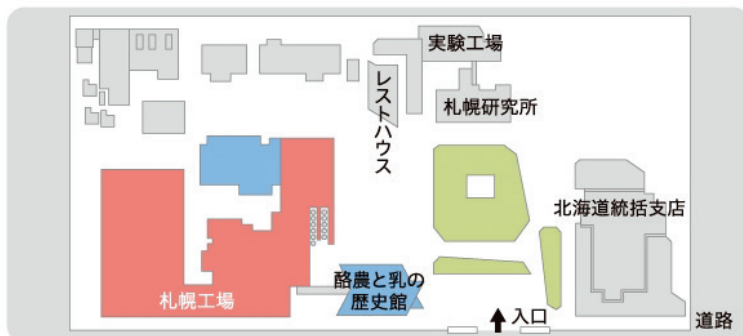 実験工場
レストハウス
札幌研究所
北海道統括支店
酪農と乳の
歴史館
札幌工場
入口
道路